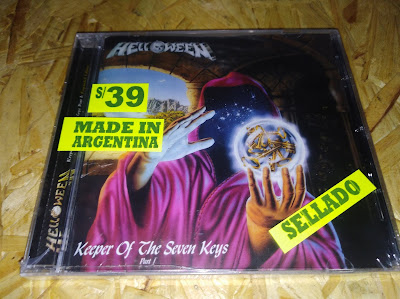 HELLOWEEN
S/39
MADE IN
ARGENTINA
SELLADO
HELLOWEEN
Keeper Of The Seven Keys
Part I